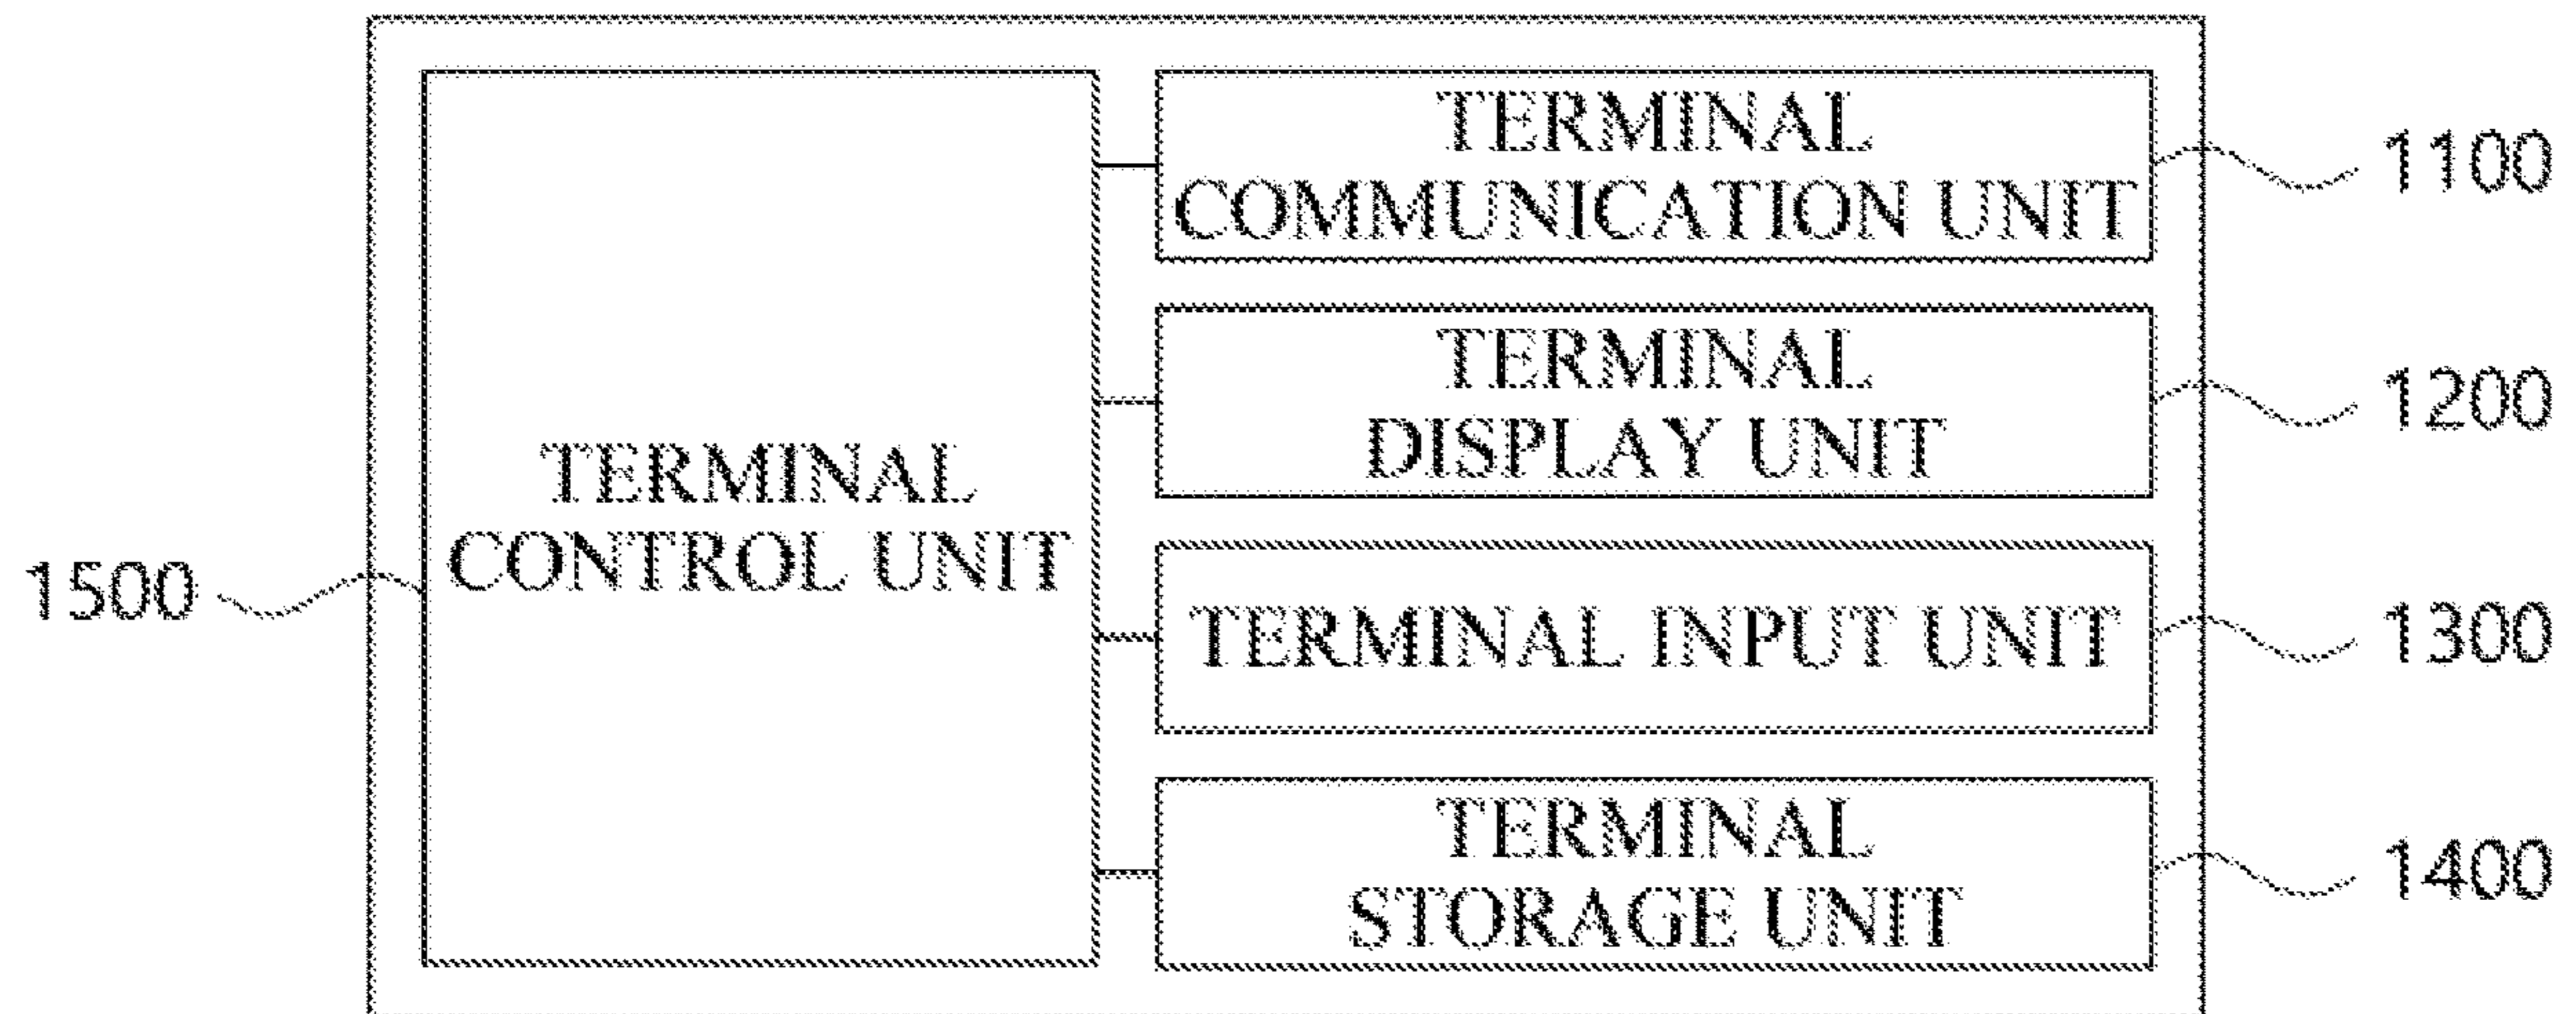 TERMINAL
CONTROL UNIT
1500
TERMINAL
COMMUNICATION UNIT
1100
TERMINAL
DISPLAY UNIT
1200
TERMINAL INPUT UNIT
1300
TERMINAL
STORAGE UNIT
1400